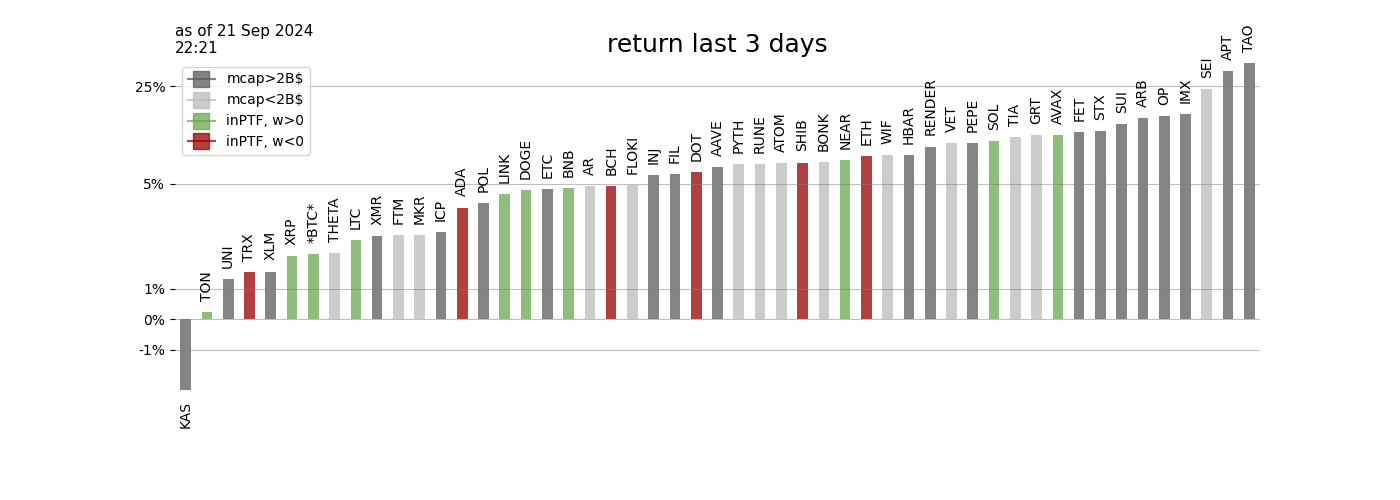 as of 21 Sep 2024
22:21
return last 3 days
mcap>2B$
mcap<2B$
inPTF, w>0
inPTF, w<0
25%
5%
1%
0%
-1%
KAS
TON
UNI
TRX
XLM
XRP
*BTC*
THETA
LTC
XMR
FTM
MKR
ICP
ADA
POL
LINK
DOGE
ETC
BNB
AR
BCH
FLOKI
INJ
FIL
DOT
AAVE
PYTH
RUNE
ATOM
SHIB
BONK
NEAR
ETH
WIF
HBAR
RENDER
VET
PEPE
SOL
TIA
GRT
AVAX
FET
STX
SUI
ARB
OP
IMX
SEI
APT
TAO